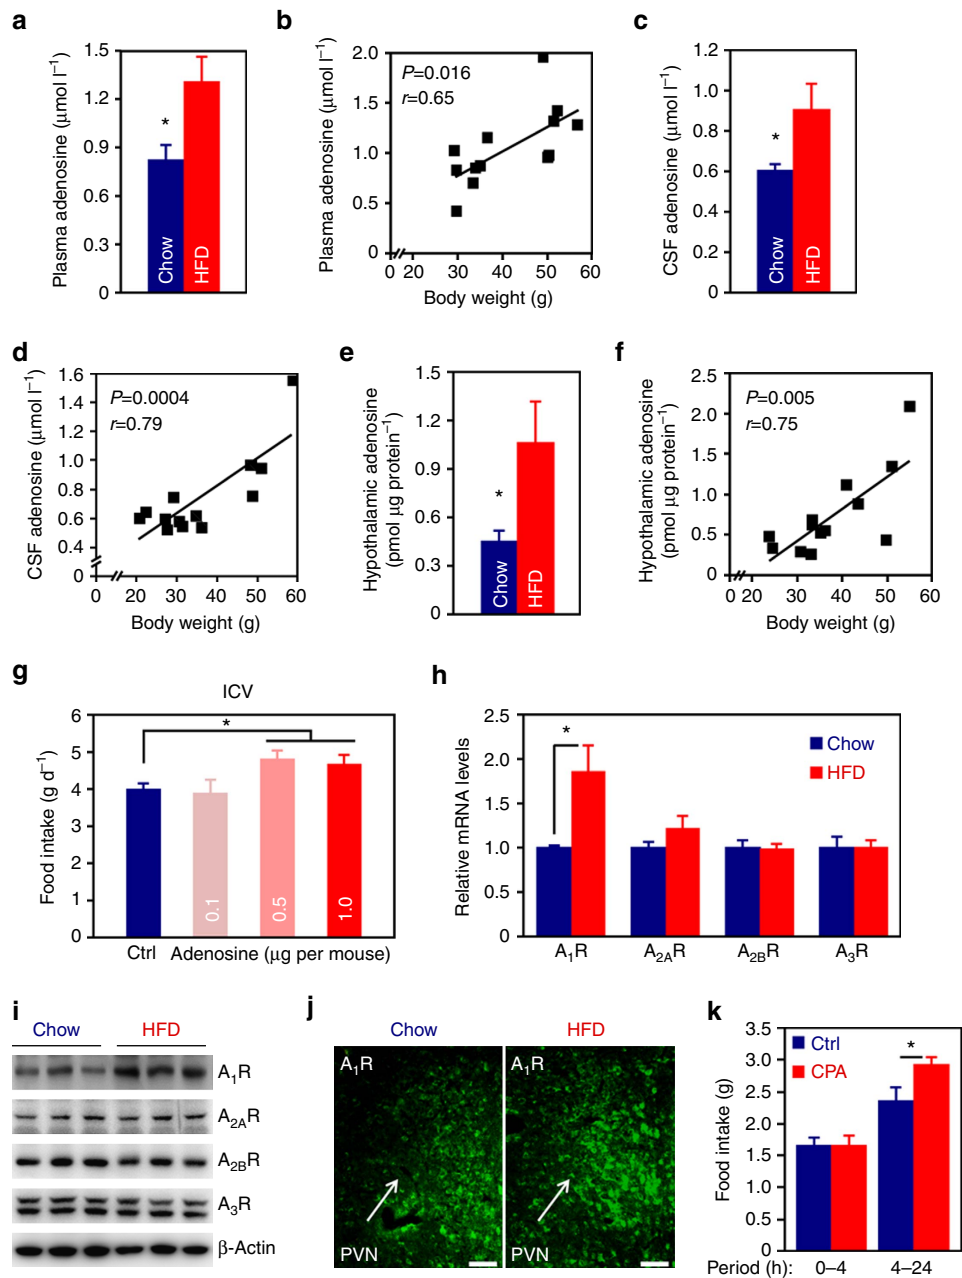 a
Plasma adenosine (μmol l⁻¹)
1.5
1.2
0.9
0.6
0.3
0
*
Chow
HFD
b
Plasma adenosine (μmol l⁻¹)
2.0
1.5
1.0
0.5
0
P=0.016
r=0.65
0 20 30 40 50 60
Body weight (g)
c
CSF adenosine (μmol l⁻¹)
1.2
1.0
0.8
0.6
0.4
0.2
0
*
Chow
HFD
d
CSF adenosine (μmol l⁻¹)
1.6
1.4
1.2
1.0
0.8
0.6
0.4
0
P=0.0004
r=0.79
0 20 30 40 50 60
Body weight (g)
e
Hypothalamic adenosine
(pmol μg protein⁻¹)
1.5
1.2
0.9
0.6
0.3
0
*
Chow
HFD
f
Hypothalamic adenosine
(pmol μg protein⁻¹)
2.5
2.0
1.5
1.0
0.5
0
P=0.005
r=0.75
0 20 30 40 50 60
Body weight (g)
g
ICV
Food intake (g d⁻¹)
6
5
4
3
2
1
0
*
0.1
0.5
1.0
Ctrl Adenosine (μg per mouse)
h
Relative mRNA levels
2.5
2.0
1.5
1.0
0.5
0
*
Chow
HFD
A₁R A₂AR A₂BR A₃R
i
Chow HFD
A₁R
A₂AR
A₂BR
A₃R
β-Actin
j
Chow HFD
A₁R A₁R
PVN PVN
k
Food intake (g)
3.5
3.0
2.5
2.0
1.5
1.0
0.5
0
Ctrl
CPA
*
Period (h): 0–4 4–24